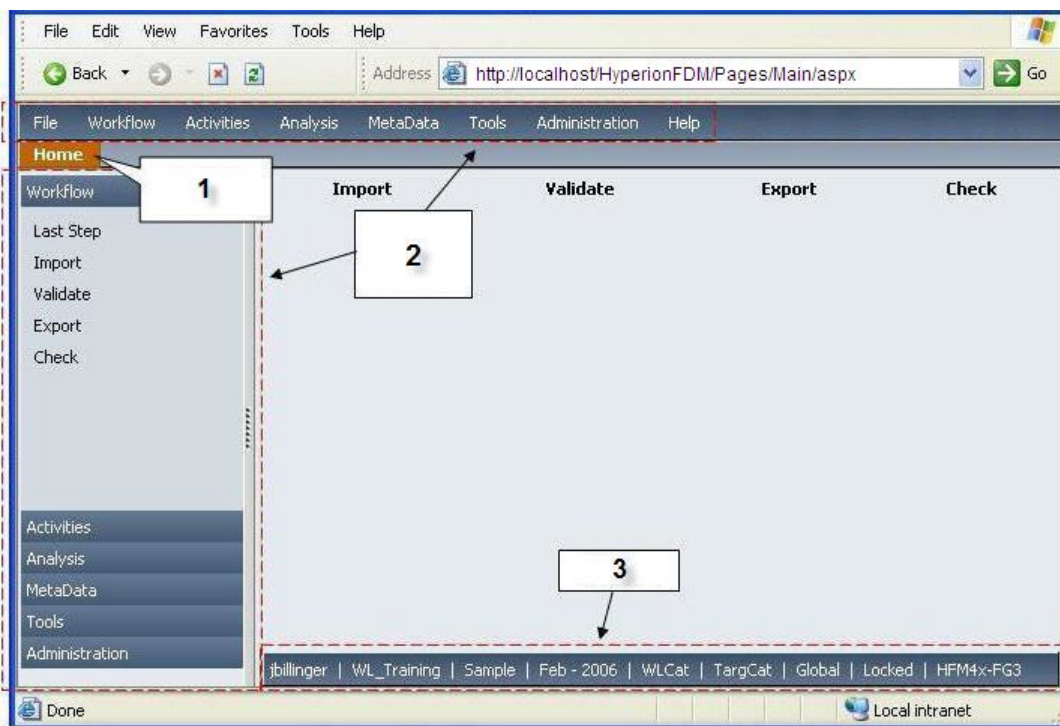 File Edit View Favorites Tools Help
Back Address http://localhost/HyperionFDM/Pages/Main/aspx Go
File Workflow Activities Analysis MetaData Tools Administration Help
Home
1
2
3
Workflow
Last Step
Import
Validate
Export
Check
Activities
Analysis
MetaData
Tools
Administration
Import Validate Export Check
jbillinger | WL_Training | Sample | Feb - 2006 | WLCat | TargCat | Global | Locked | HFM4x-FG3
Done Local intranet